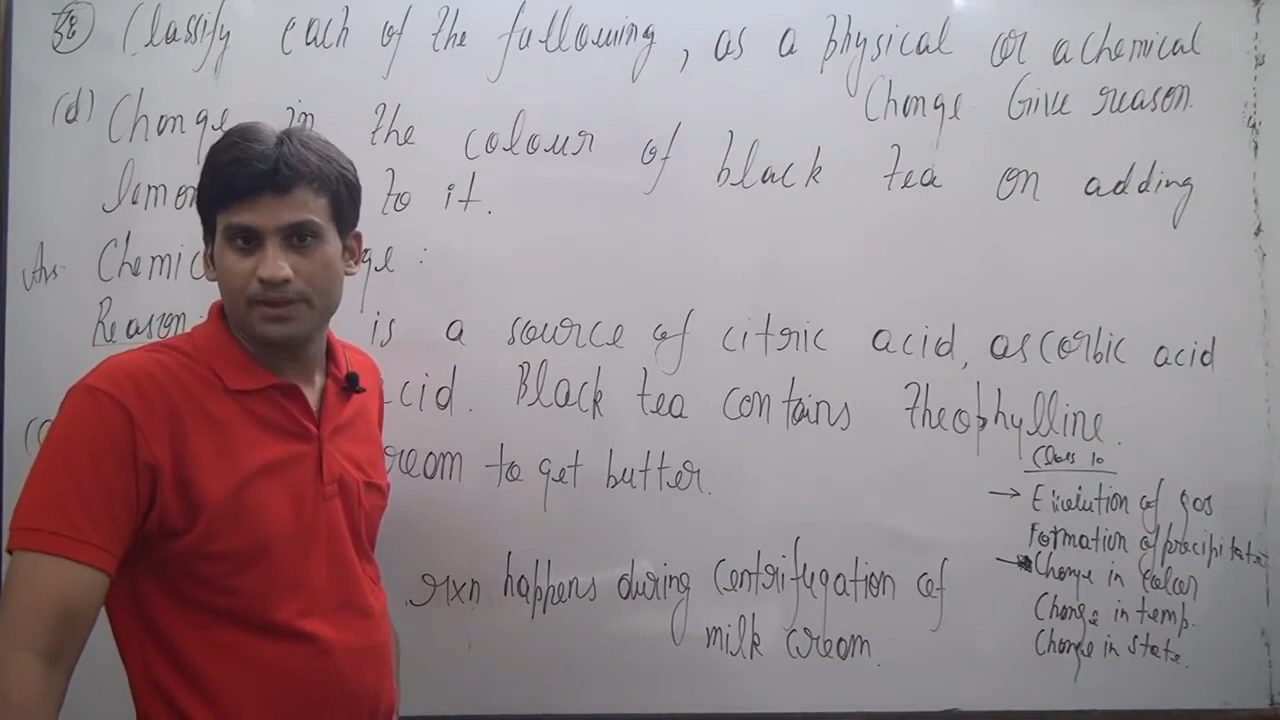 38 Classify each of the following, as a physical or a chemical
Change Give reason.
(d) Change in the colour of black tea on adding
lemon to it.
Ans Chemic ge :
Reason: is a source of citric acid, ascorbic acid
cid. Black tea contains Theophylline.
ream to get butter.
rxn happens during Centrifugation of
milk cream.
Class 10
→ Evolution of gas
Formation of precipitate
→ Change in Colour
Change in temp.
Change in state.